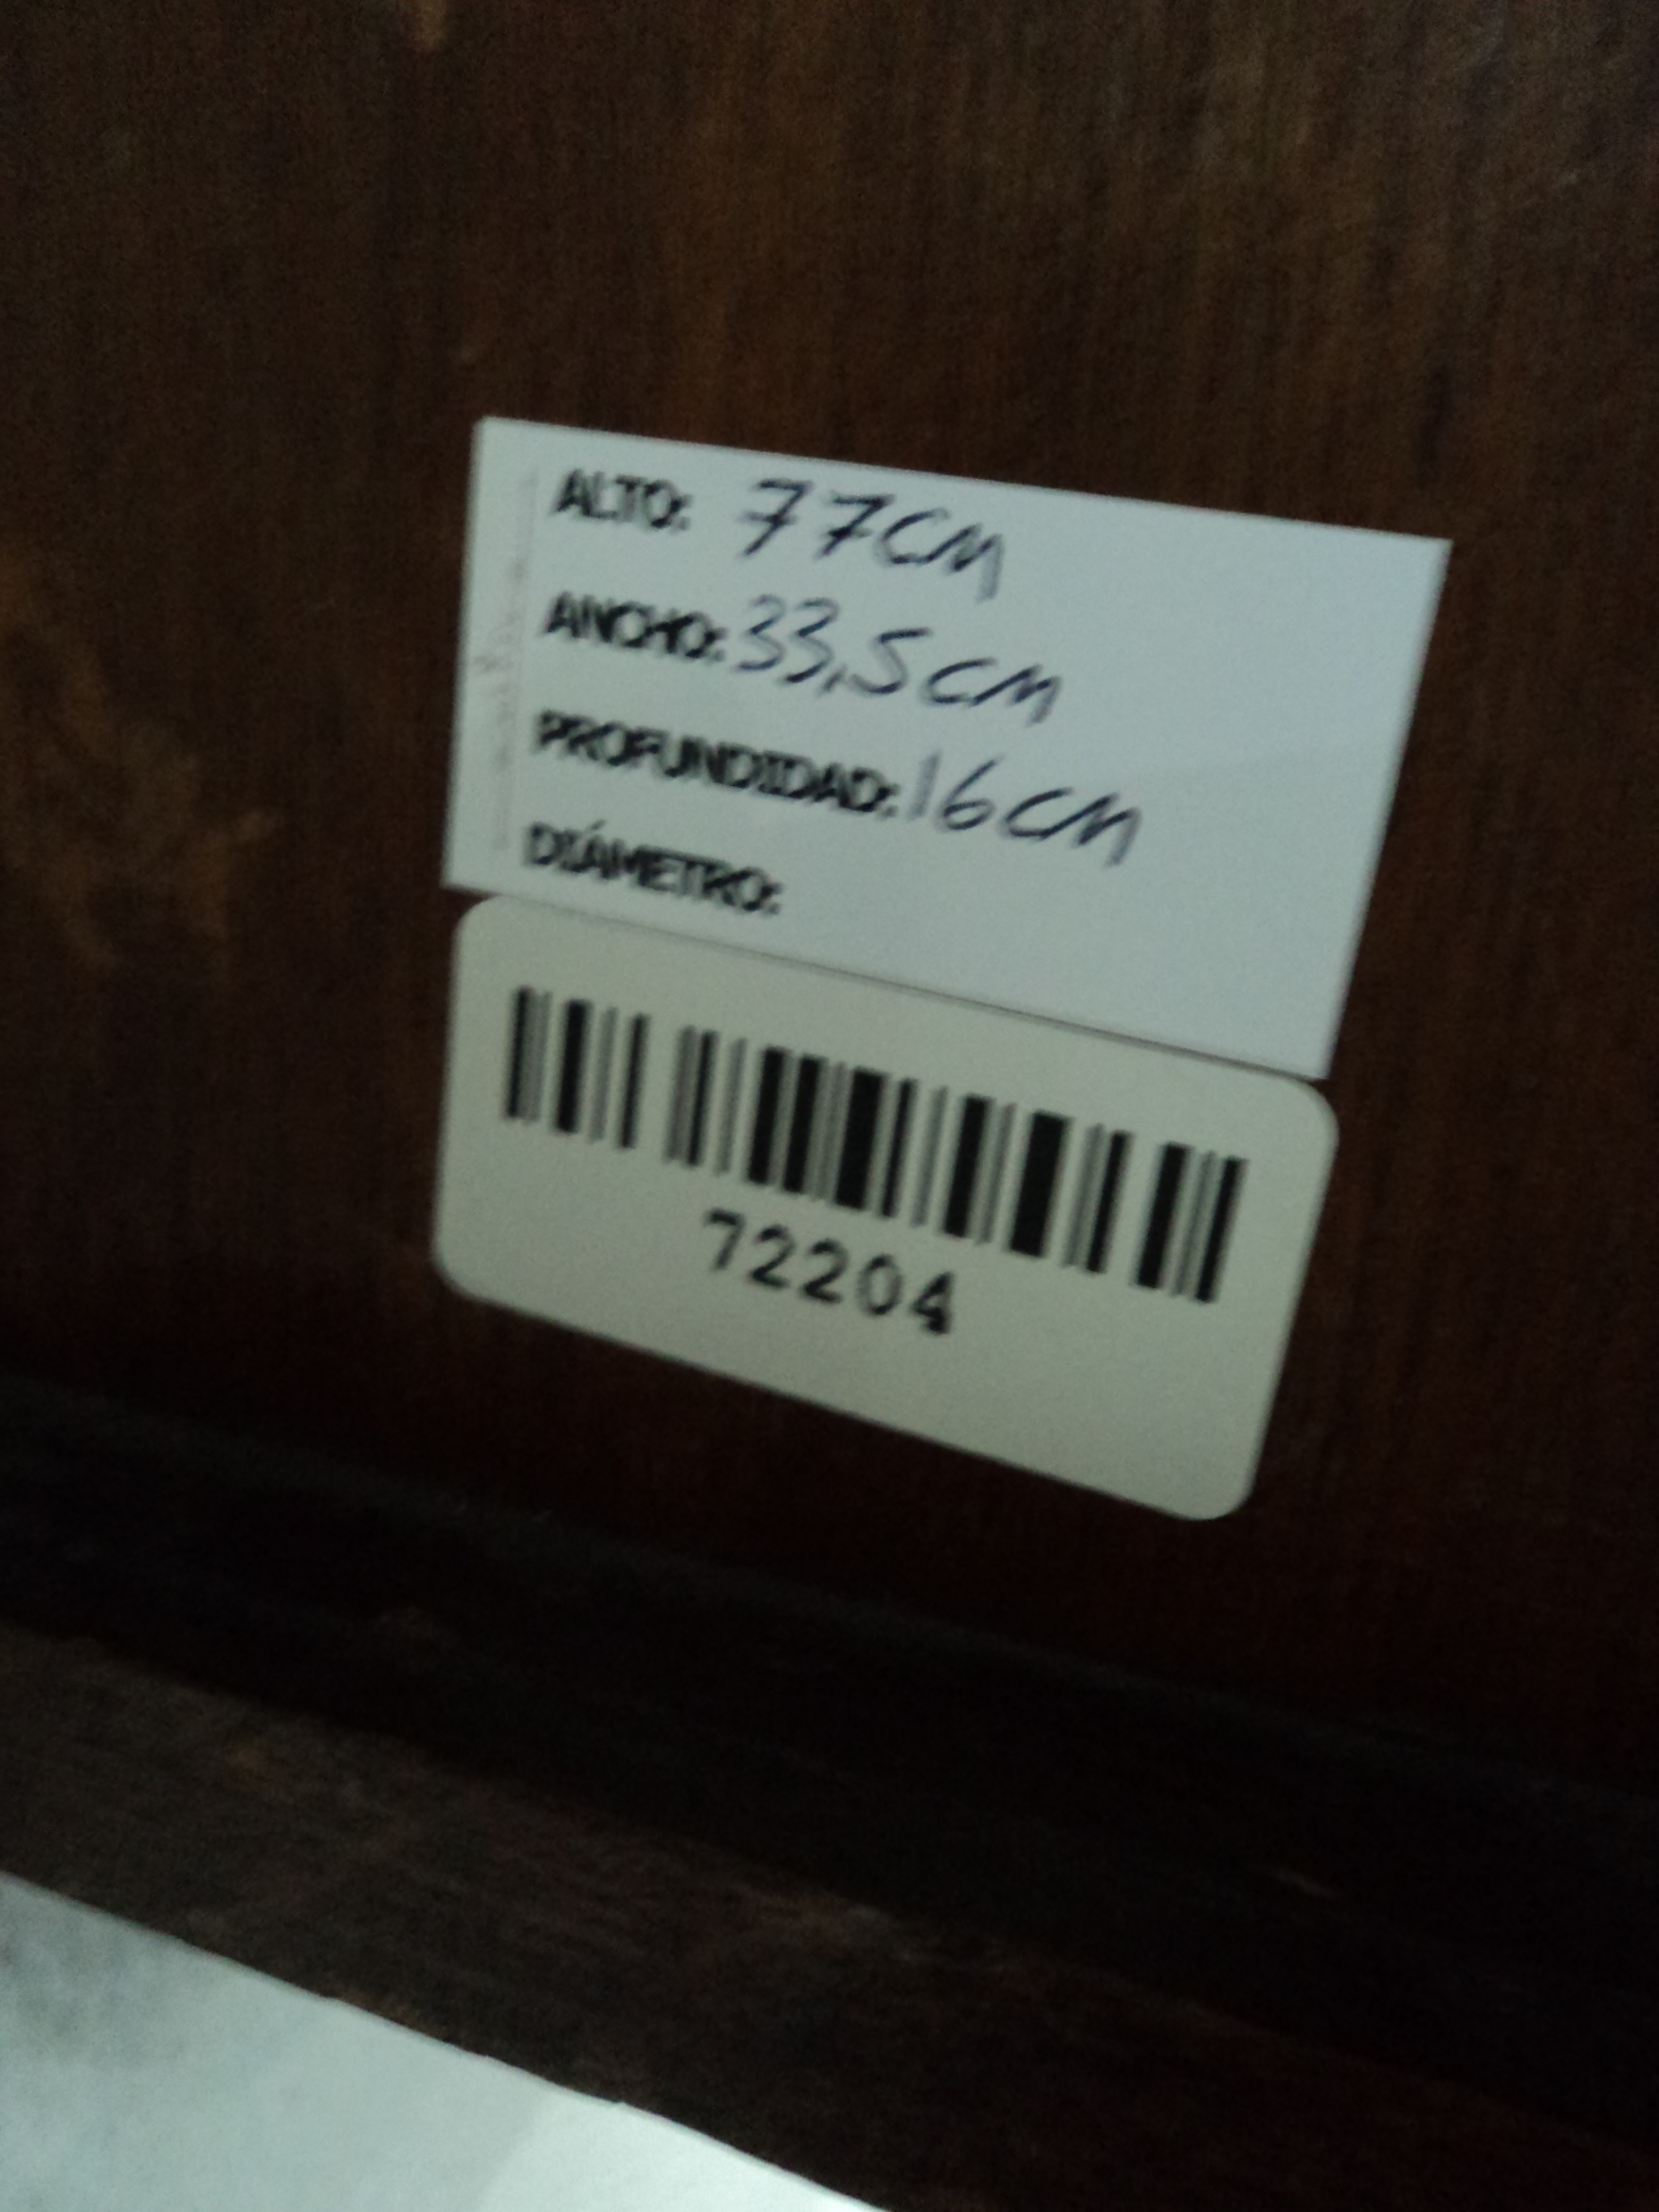 ALTO: 77CM
ANCHO: 33,5CM
PROFUNDIDAD: 16CM
DIÁMETRO:
72204